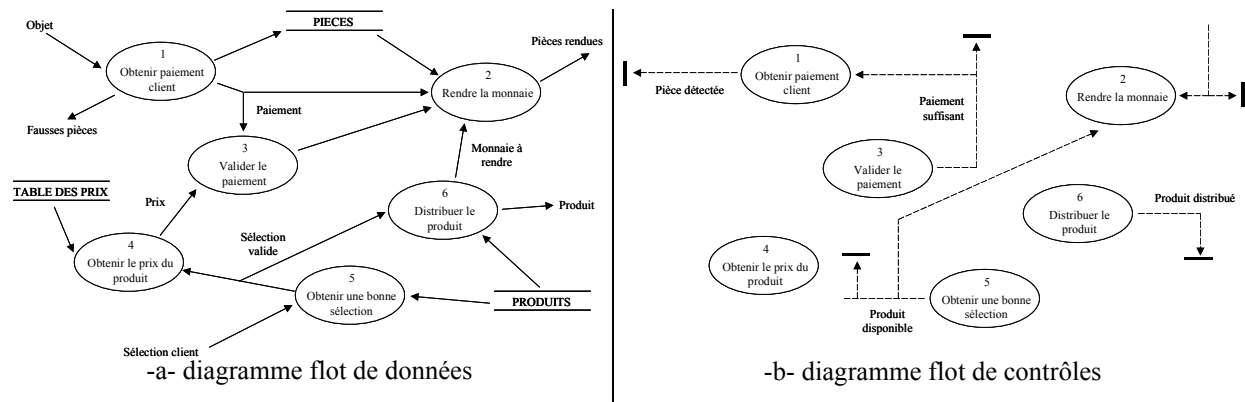 Objet
PIECES
Pièces rendues
1
Obtenir paiement
client
2
Rendre la monnaie
Paiement
Fausses pièces
3
Valider le
paiement
Monnaie à
rendre
TABLE DES PRIX
Prix
6
Distribuer le
produit
Produit
Sélection
valide
4
Obtenir le prix du
produit
5
Obtenir une bonne
sélection
PRODUITS
Sélection client
-a- diagramme flot de données
1
Obtenir paiement
client
Pièce détectée
2
Rendre la monnaie
Paiement
suffisant
3
Valider le
paiement
6
Distribuer le
produit
Produit distribué
4
Obtenir le prix du
produit
5
Obtenir une bonne
sélection
Produit
disponible
-b- diagramme flot de contrôles